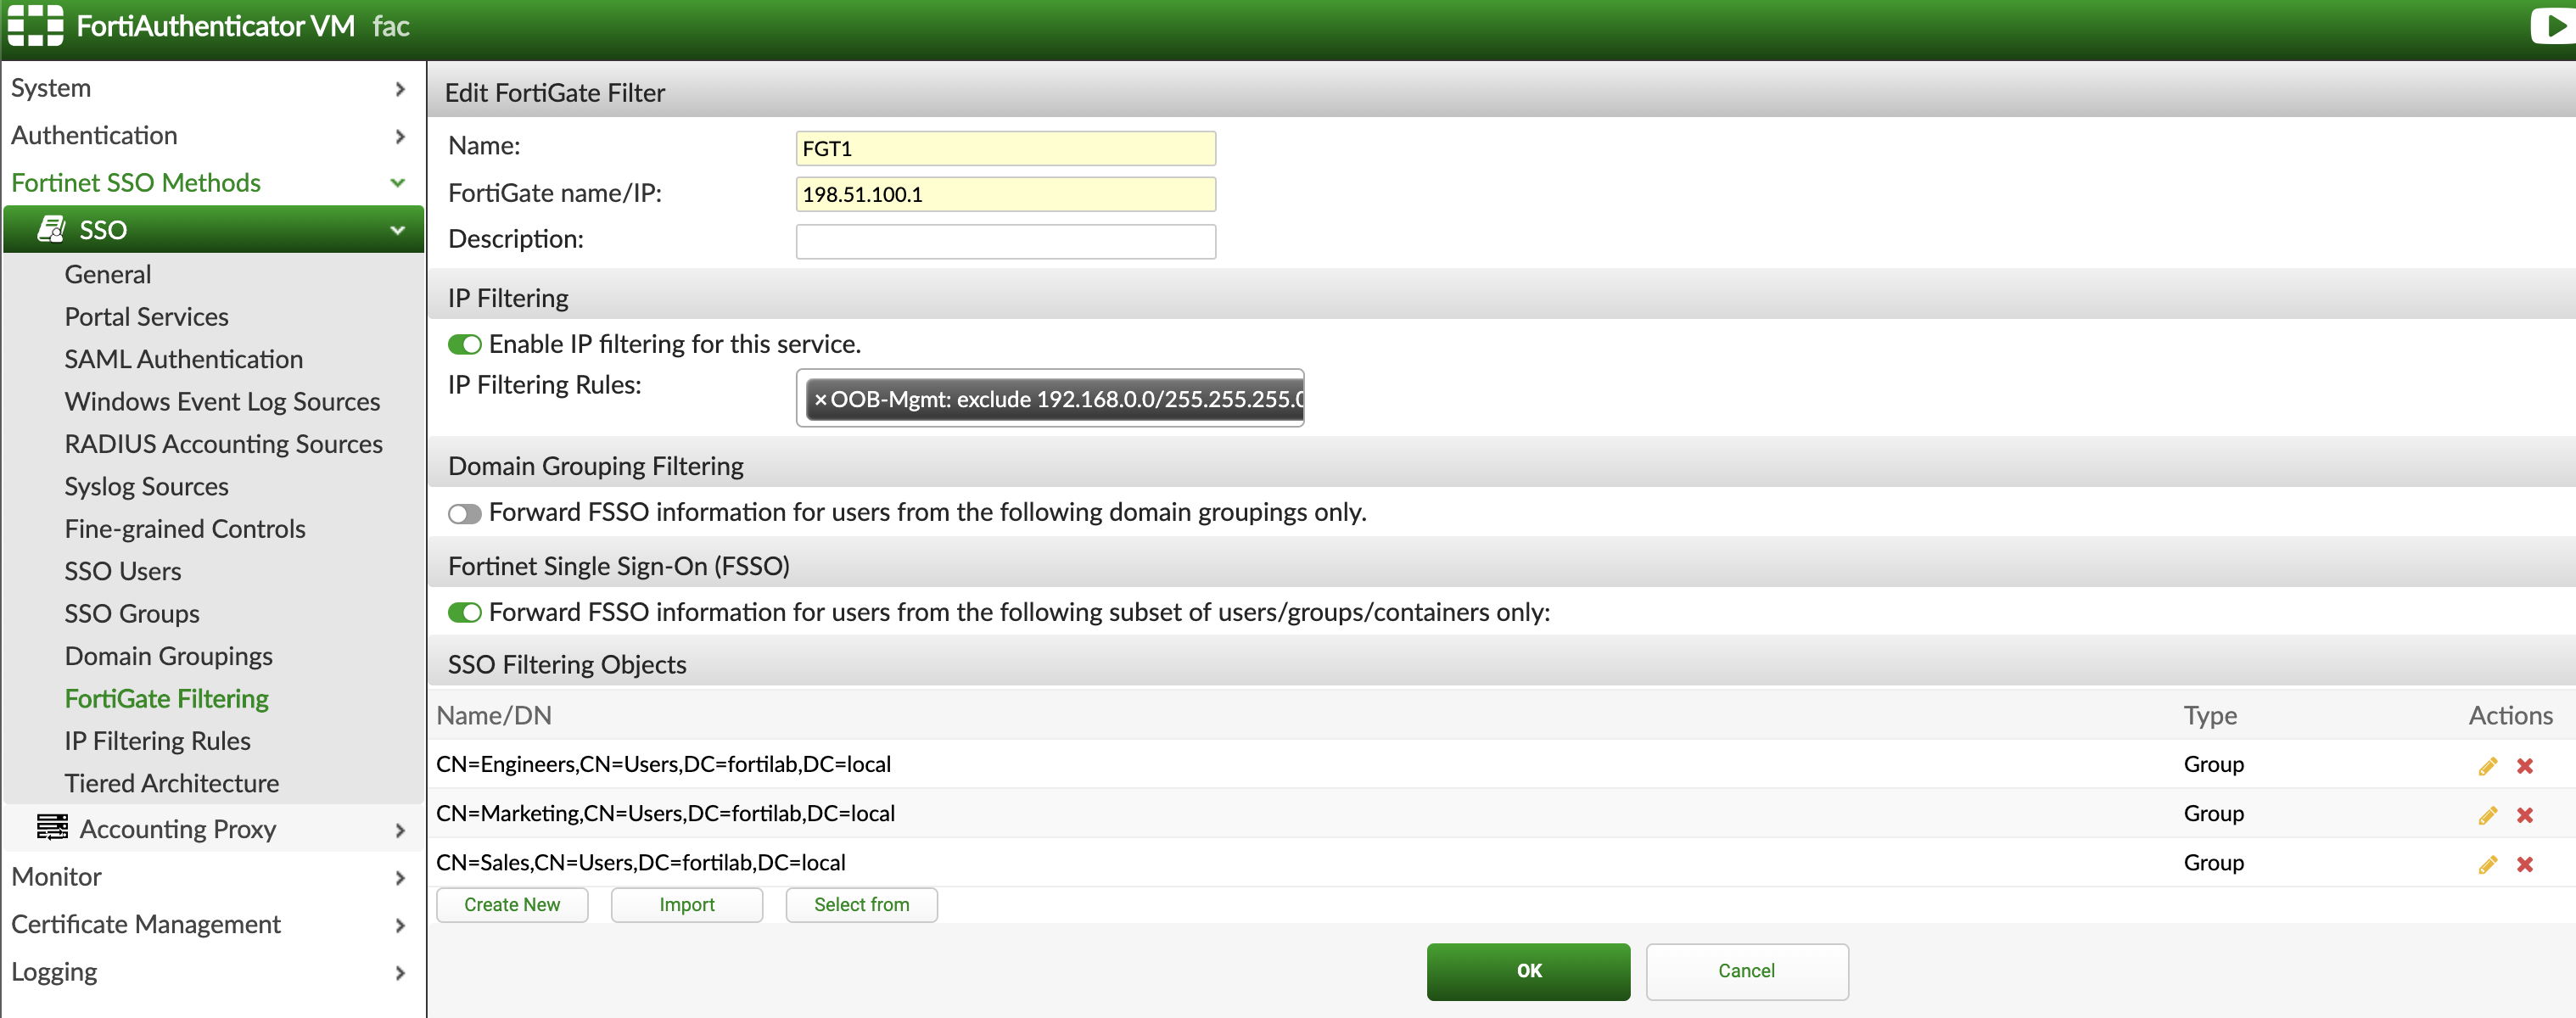 FortiAuthenticator VM fac
System
Authentication
Fortinet SSO Methods
SSO
General
Portal Services
SAML Authentication
Windows Event Log Sources
RADIUS Accounting Sources
Syslog Sources
Fine-grained Controls
SSO Users
SSO Groups
Domain Groupings
FortiGate Filtering
IP Filtering Rules
Tiered Architecture
Accounting Proxy
Monitor
Certificate Management
Logging
Edit FortiGate Filter
Name: FGT1
FortiGate name/IP: 198.51.100.1
Description:
IP Filtering
Enable IP filtering for this service.
IP Filtering Rules: ×OOB-Mgmt: exclude 192.168.0.0/255.255.255.0
Domain Grouping Filtering
Forward FSSO information for users from the following domain groupings only.
Fortinet Single Sign-On (FSSO)
Forward FSSO information for users from the following subset of users/groups/containers only:
SSO Filtering Objects
Name/DN Type Actions
CN=Engineers,CN=Users,DC=fortilab,DC=local Group
CN=Marketing,CN=Users,DC=fortilab,DC=local Group
CN=Sales,CN=Users,DC=fortilab,DC=local Group
Create New Import Select from
OK Cancel